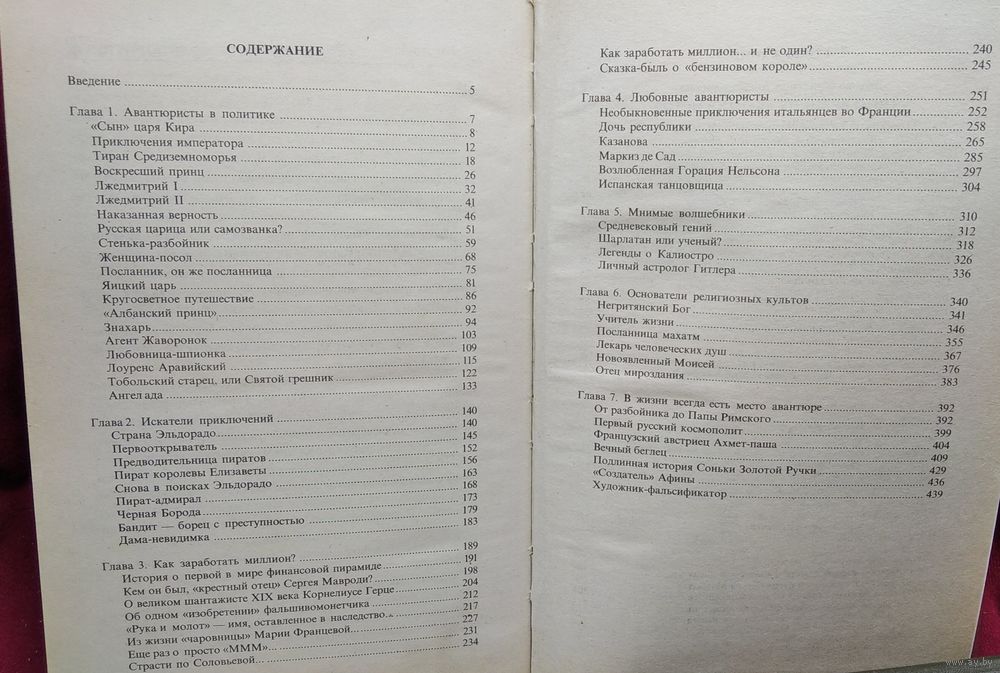 СОДЕРЖАНИЕ
Введение ... 5
Глава 1. Авантюристы в политике ... 7
«Сын» царя Кира ... 8
Приключения императора ... 12
Тиран Средиземноморья ... 18
Воскресший принц ... 26
Лжедмитрий I ... 32
Лжедмитрий II ... 41
Наказанная верность ... 46
Русская царица или самозванка? ... 51
Стенька-разбойник ... 59
Женщина-посол ... 68
Посланник, он же посланница ... 75
Яицкий царь ... 81
Кругосветное путешествие ... 86
«Албанский принц» ... 92
Знахарь ... 94
Агент Жаворонок ... 103
Любовница-шпионка ... 109
Лоуренс Аравийский ... 115
Тобольский старец, или Святой грешник ... 122
Ангел ада ... 133
Глава 2. Искатели приключений ... 140
Страна Эльдорадо ... 140
Первооткрыватель ... 145
Предводительница пиратов ... 152
Пират королевы Елизаветы ... 156
Снова в поисках Эльдорадо ... 163
Пират-адмирал ... 168
Черная Борода ... 173
Бандит — борец с преступностью ... 179
Дама-невидимка ... 183
Глава 3. Как заработать миллион? ... 189
История о первой в мире финансовой пирамиде ... 191
Кем он был, «крестный отец» Сергея Мавроди? ... 198
О великом шантажисте XIX века Корнелиусе Герце ... 204
Об одном «изобретении» фальшивомонетчика ... 212
«Рука и молот» — имя, оставленное в наследство... 217
Из жизни «чаровницы» Марии Францевой... 227
Еще раз о просто «МММ»... 231
Страсти по Соловьевой... 234
Как заработать миллион... и не один? ... 240
Сказка-быль о «бензиновом короле» ... 245
Глава 4. Любовные авантюристы ... 251
Необыкновенные приключения итальянцев во Франции ... 252
Дочь республики ... 258
Казанова ... 265
Маркиз де Сад ... 285
Возлюбленная Горация Нельсона ... 297
Испанская танцовщица ... 304
Глава 5. Мнимые волшебники ... 310
Средневековый гений ... 312
Шарлатан или ученый? ... 318
Легенды о Калиостро ... 326
Личный астролог Гитлера ... 336
Глава 6. Основатели религиозных культов ... 340
Негритянский Бог ... 341
Учитель жизни ... 346
Посланница махатм ... 355
Лекарь человеческих душ ... 367
Новоявленный Моисей ... 376
Отец мироздания ... 383
Глава 7. В жизни всегда есть место авантюре ... 392
От разбойника до Папы Римского ... 392
Первый русский космополит ... 399
Французский австриец Ахмет-паша ... 404
Вечный беглец ... 409
Подлинная история Соньки Золотой Ручки ... 429
«Создатель» Афины ... 436
Художник-фальсификатор ... 439
www.ay.by